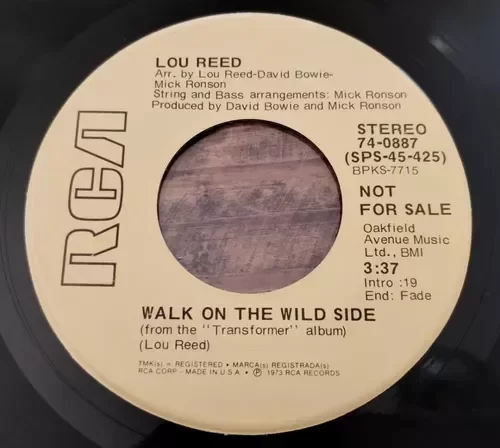 RCA
LOU REED
Arr. by Lou Reed-David Bowie-
Mick Ronson
String and Bass arrangements: Mick Ronson
Produced by David Bowie and Mick Ronson
STEREO
74-0887
(SPS-45-425)
BPKS-7715
NOT
FOR SALE
Oakfield
Avenue Music
Ltd., BMI
3:37
Intro :19
End: Fade
WALK ON THE WILD SIDE
(from the "Transformer" album)
(Lou Reed)
TMK(s) ® REGISTERED • MARCA(s) REGISTRADA(s)
RCA CORP - MADE IN U.S.A. • ℗ 1973 RCA RECORDS